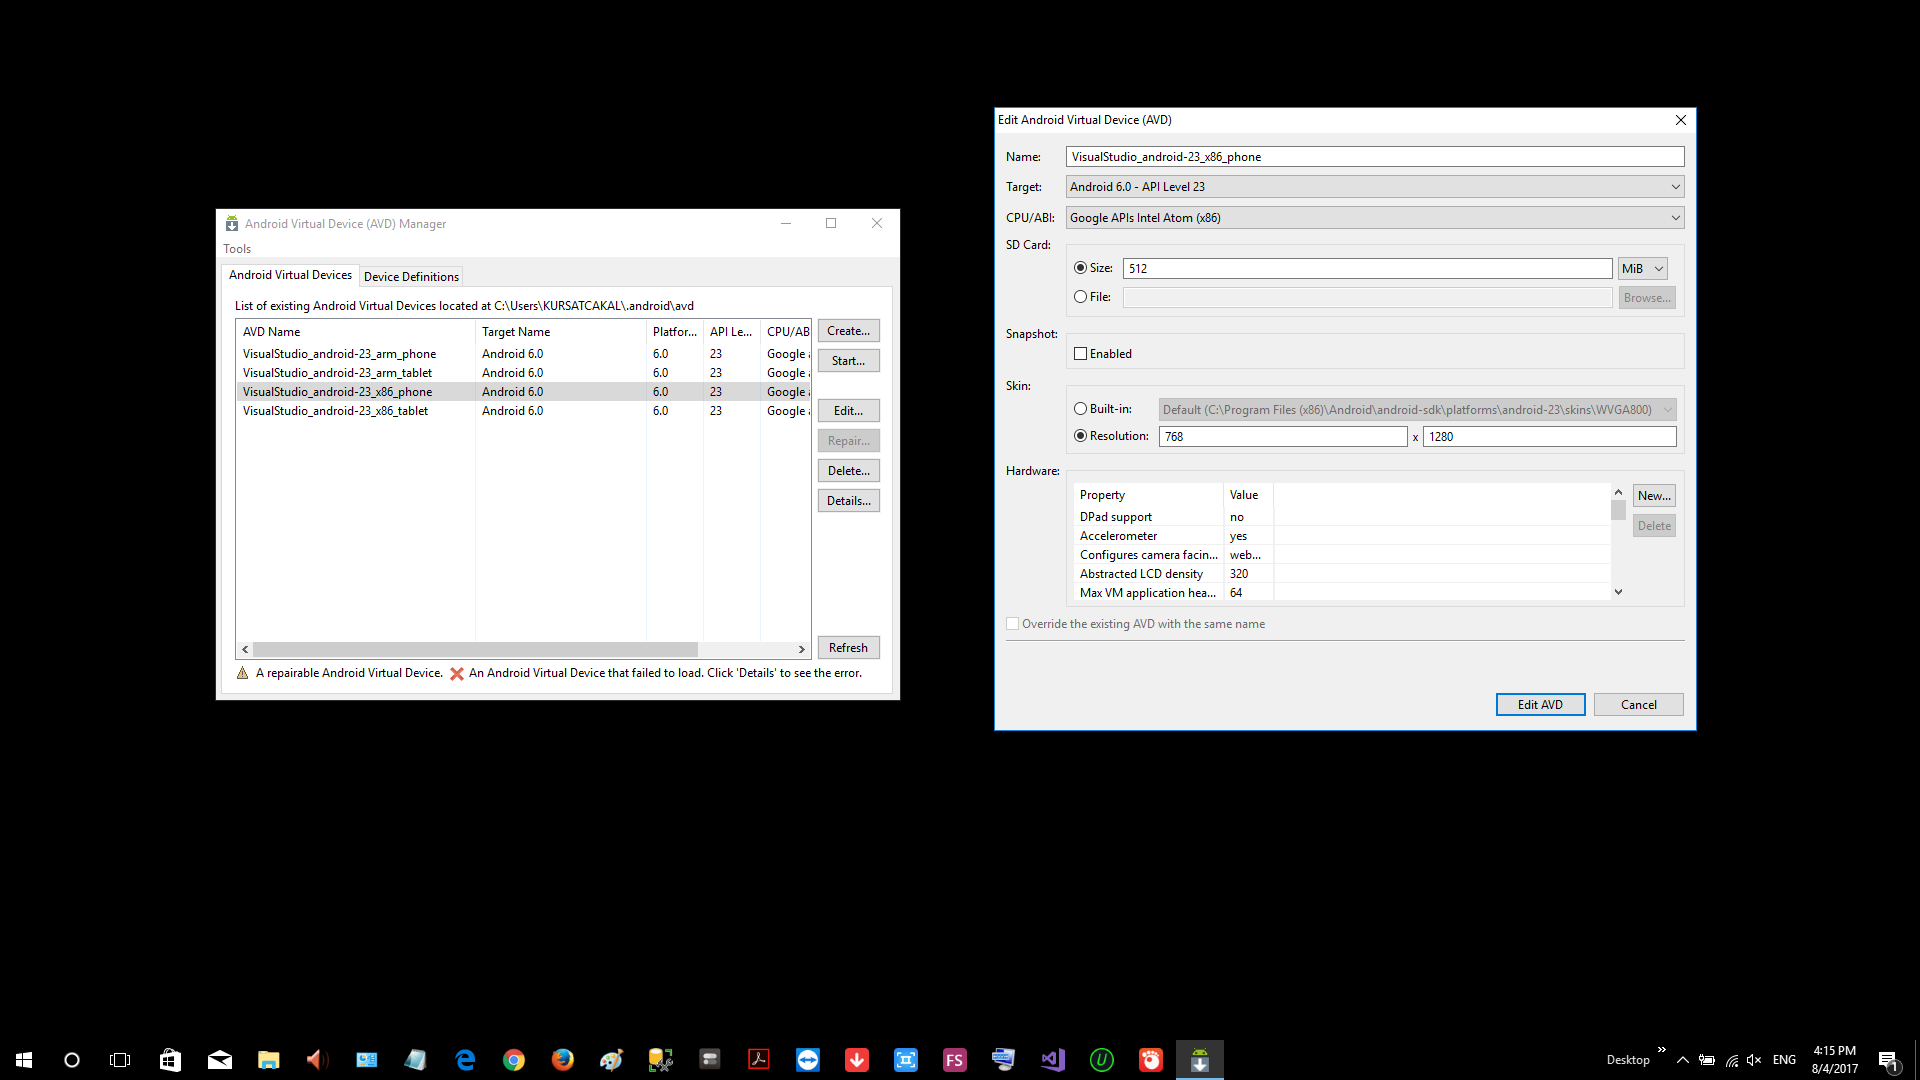 Android Virtual Device (AVD) Manager
Tools
Android Virtual Devices Device Definitions
List of existing Android Virtual Devices located at C:\Users\KURSATCAKAL\.android\avd
AVD Name Target Name Platfor... API Le... CPU/AB
VisualStudio_android-23_arm_phone Android 6.0 6.0 23 Google
VisualStudio_android-23_arm_tablet Android 6.0 6.0 23 Google
VisualStudio_android-23_x86_phone Android 6.0 6.0 23 Google
VisualStudio_android-23_x86_tablet Android 6.0 6.0 23 Google
Create...
Start...
Edit...
Repair...
Delete...
Details...
Refresh
A repairable Android Virtual Device. An Android Virtual Device that failed to load. Click 'Details' to see the error.
Edit Android Virtual Device (AVD)
Name: VisualStudio_android-23_x86_phone
Target: Android 6.0 - API Level 23
CPU/ABI: Google APIs Intel Atom (x86)
SD Card:
Size: 512 MiB
File: Browse...
Snapshot:
Enabled
Skin:
Built-in: Default (C:\Program Files (x86)\Android\android-sdk\platforms\android-23\skins\WVGA800)
Resolution: 768 x 1280
Hardware:
Property Value
DPad support no
Accelerometer yes
Configures camera facin... web...
Abstracted LCD density 320
Max VM application hea... 64
New...
Delete
Override the existing AVD with the same name
Edit AVD Cancel
FS
Desktop
ENG
4:15 PM
8/4/2017
1